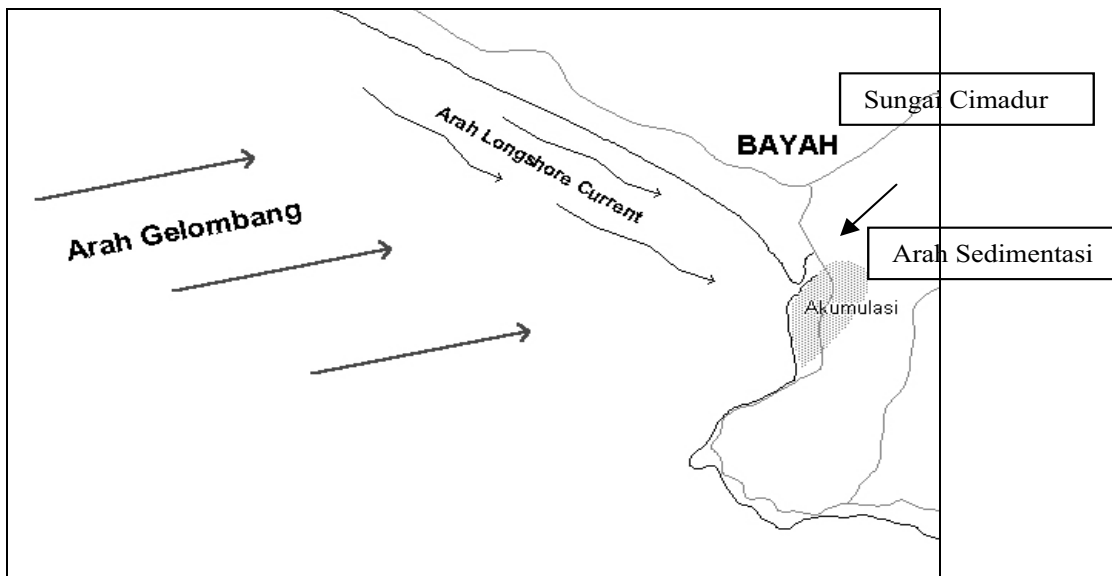 Sungai Cimadur
BAYAH
Arah Longshore Current
Arah Gelombang
Arah Sedimentasi
Akumulasi